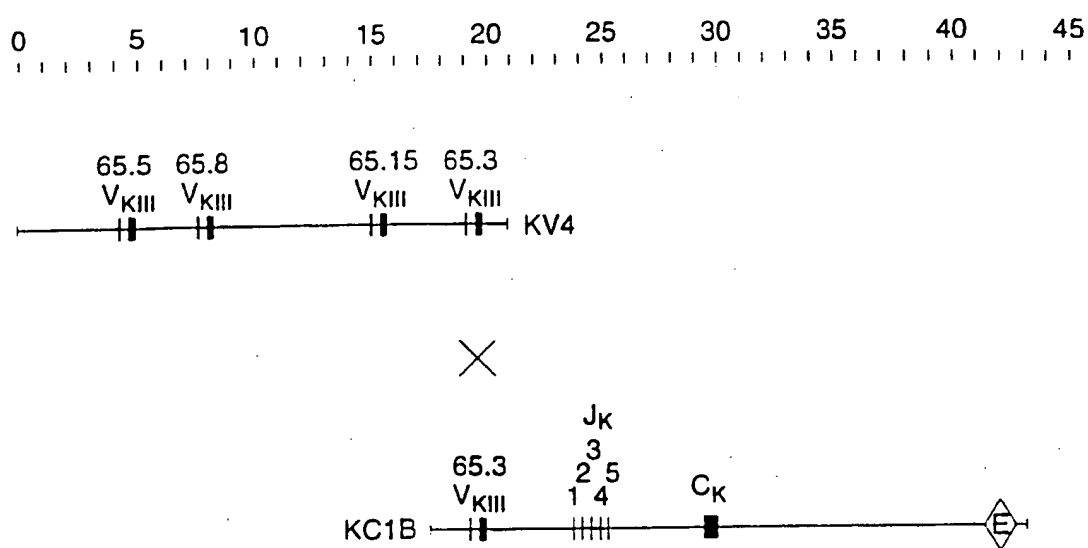 0 5 10 15 20 25 30 35 40 45
65.5 65.8 65.15 65.3
VKIII VKIII VKIII VKIII
KV4
JK
3
65.3 2 5
VKIII 1 4 CK
KC1B E